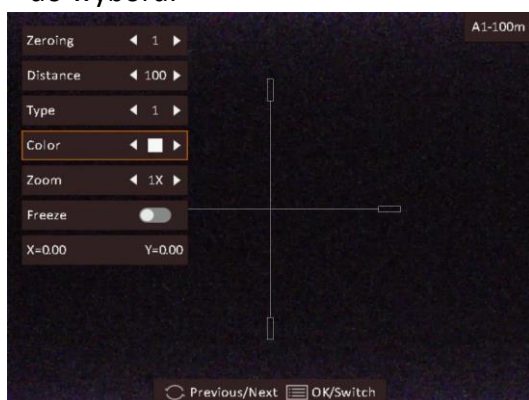 do wyboru.
A1-100m
Zeroing 1
Distance 100
Type 1
Color
Zoom 1X
Freeze
X=0.00 Y=0.00
Previous/Next OK/Switch